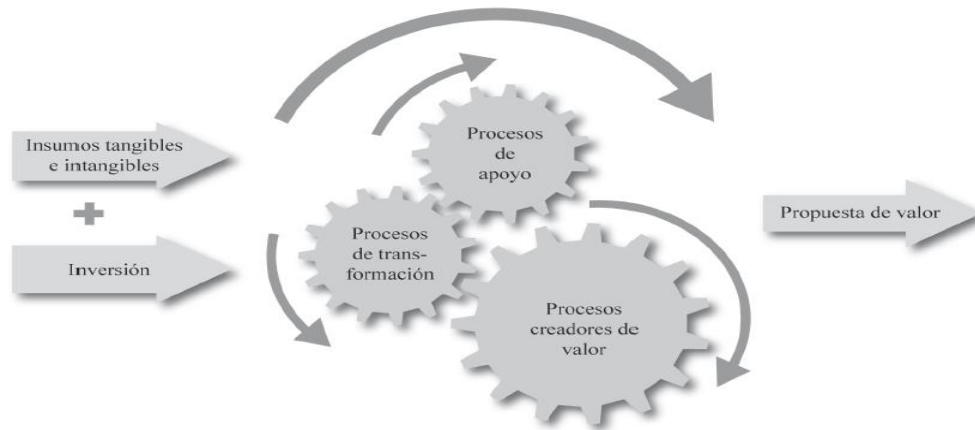 Insumos tangibles
e intangibles
Inversión
Procesos
de
apoyo
Procesos
de trans-
formación
Procesos
creadores de
valor
Propuesta de valor